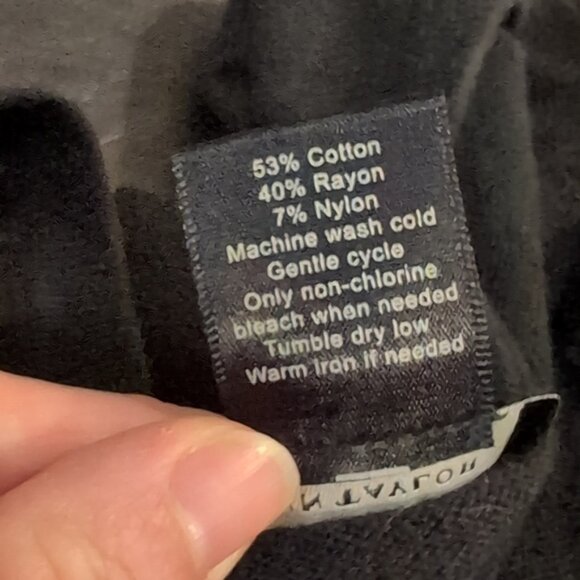 53% Cotton
40% Rayon
7% Nylon
Machine wash cold
Gentle cycle
Only non-chlorine
bleach when needed
Tumble dry low
Warm iron if needed